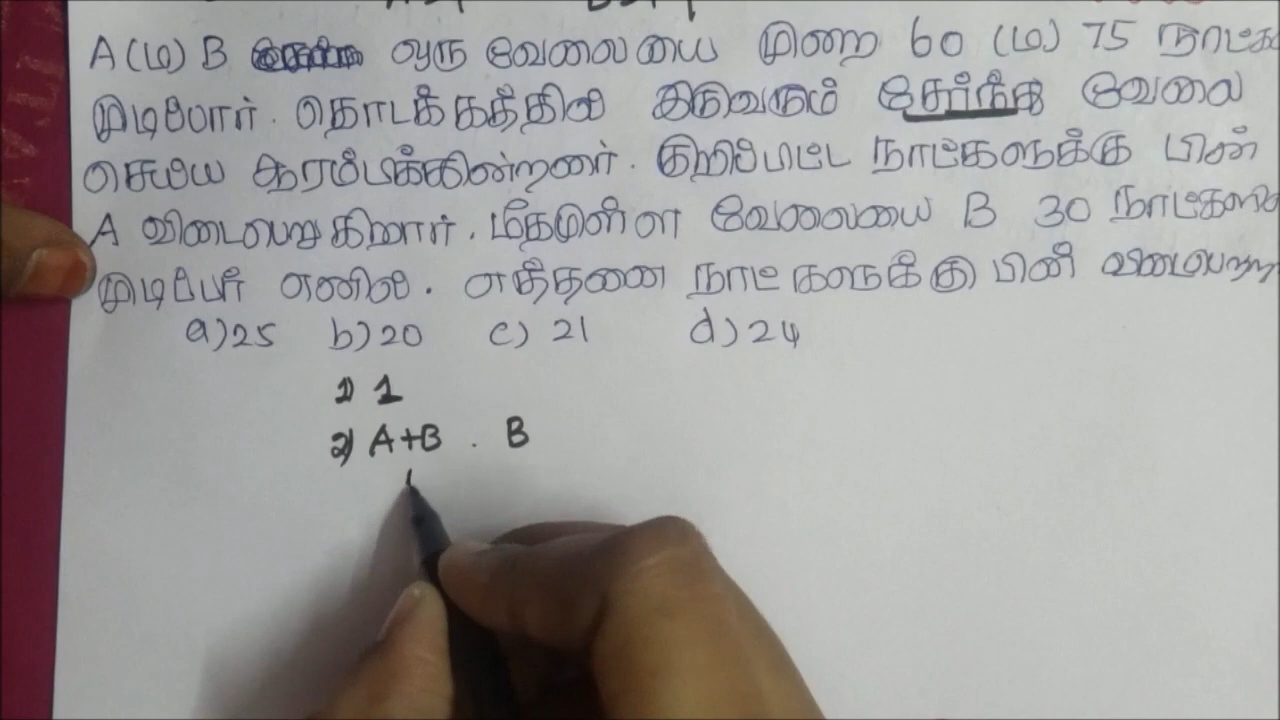 A (ம) B ஒரு வேலையை முறை 60 (ம) 75 நாட்க
முடிப்பார். தொடக்கத்தில் இருவரும் சேர்ந்து வேலை
செய்ய ஆரம்பிக்கின்றனர். குறிப்பிட்ட நாட்களுக்கு பின்
A விடைபெறுகிறார். மீதமுள்ள வேலையை B 30 நாட்களில்
முடிப்பர் எனில். எத்தனை நாட்களுக்கு பின் விடைபெற்ற
a) 25 b) 20 c) 21 d) 24
1) 1
2) A+B . B